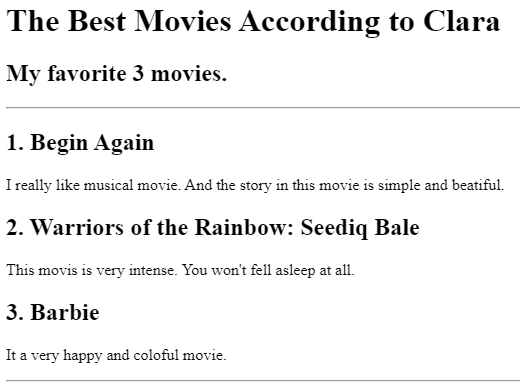 The Best Movies According to Clara
My favorite 3 movies.
1. Begin Again
I really like musical movie. And the story in this movie is simple and beatiful.
2. Warriors of the Rainbow: Seediq Bale
This movis is very intense. You won't fell asleep at all.
3. Barbie
It a very happy and coloful movie.